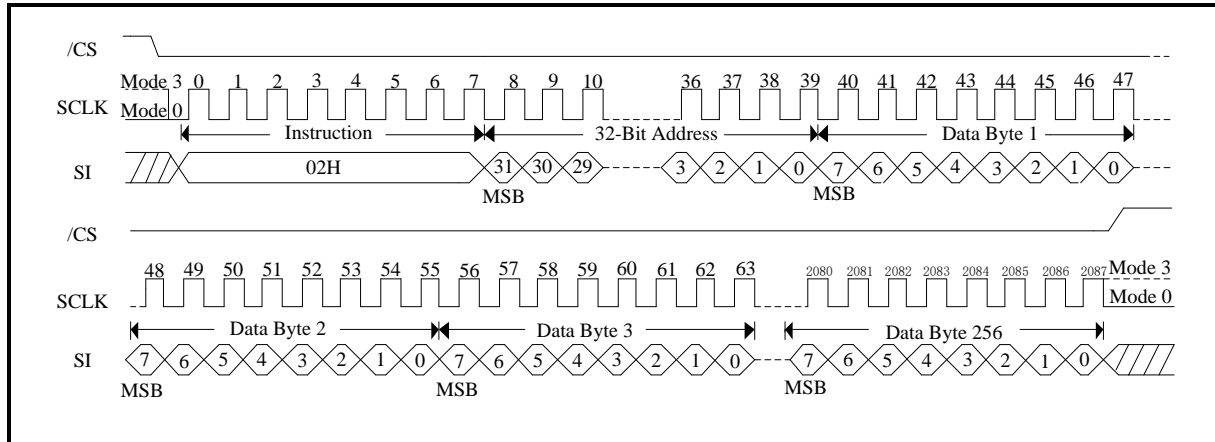 /CS
Mode 3 0 1 2 3 4 5 6 7 8 9 10 36 37 38 39 40 41 42 43 44 45 46 47
SCLK Mode 0
Instruction 32-Bit Address Data Byte 1
SI 02H 31 30 29 3 2 1 0 7 6 5 4 3 2 1 0
MSB MSB
/CS
48 49 50 51 52 53 54 55 56 57 58 59 60 61 62 63 2080 2081 2082 2083 2084 2085 2086 2087 Mode 3
SCLK Mode 0
Data Byte 2 Data Byte 3 Data Byte 256
SI 7 6 5 4 3 2 1 0 7 6 5 4 3 2 1 0 7 6 5 4 3 2 1 0
MSB MSB MSB